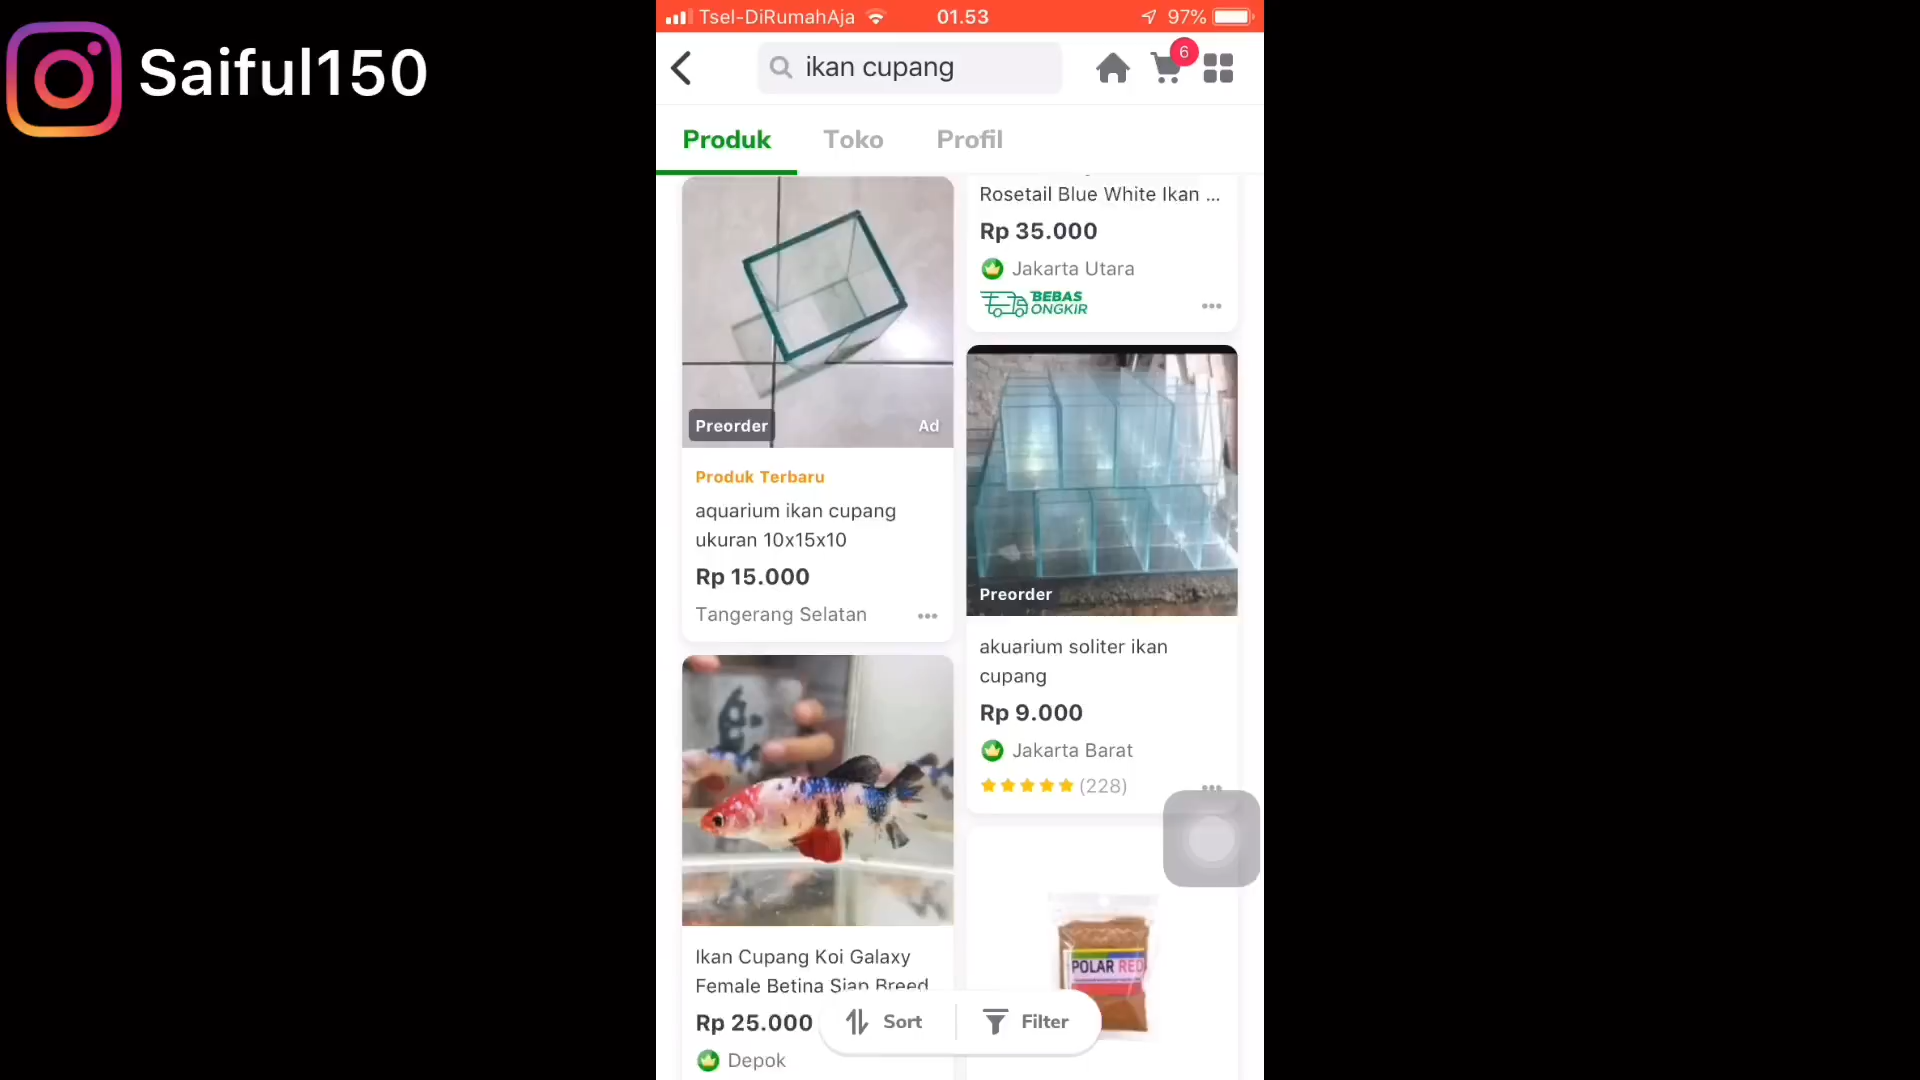 Saiful150
Tsel-DiRumahAja
01.53
97%
ikan cupang
6
Produk
Toko
Profil
Preorder
Ad
Produk Terbaru
aquarium ikan cupang
ukuran 10x15x10
Rp 15.000
Tangerang Selatan
Ikan Cupang Koi Galaxy
Female Betina Siap Breed
Rp 25.000
Depok
Rosetail Blue White Ikan ...
Rp 35.000
Jakarta Utara
BEBAS
ONGKIR
Preorder
akuarium soliter ikan
cupang
Rp 9.000
Jakarta Barat
(228)
POLAR RED
Sort
Filter